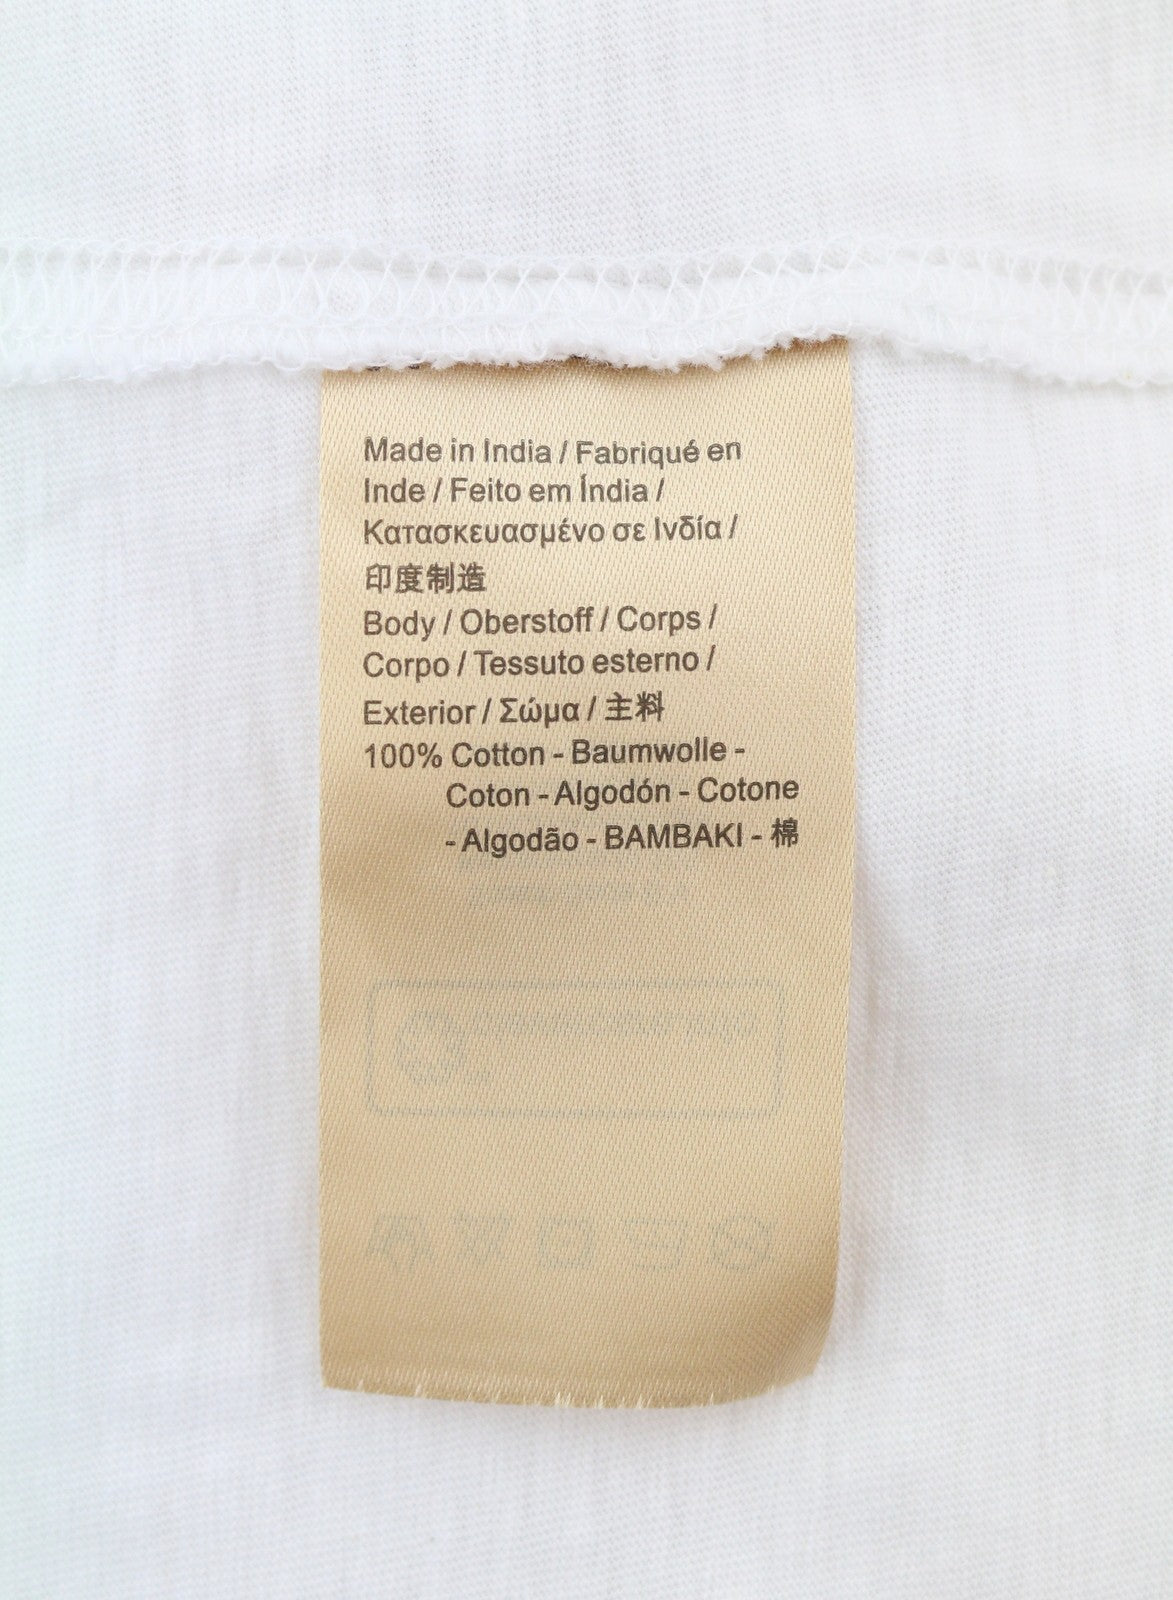 Made in India / Fabriqué en
Inde / Feito em Índia /
Κατασκευασμένο σε Ινδία /
印度制造
Body / Oberstoff / Corps /
Corpo / Tessuto esterno /
Exterior / Σώμα / 主料
100% Cotton - Baumwolle -
Coton - Algodón - Cotone
- Algodão - BAMBAKI - 棉